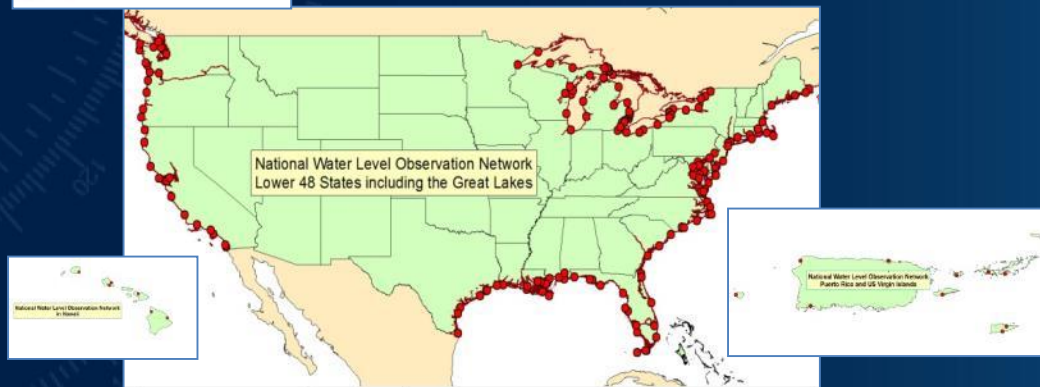 National Water Level Observation Network
Lower 48 States including the Great Lakes
National Water Level Observation Network
in Hawaii
National Water Level Observation Network
Puerto Rico and US Virgin Islands
120